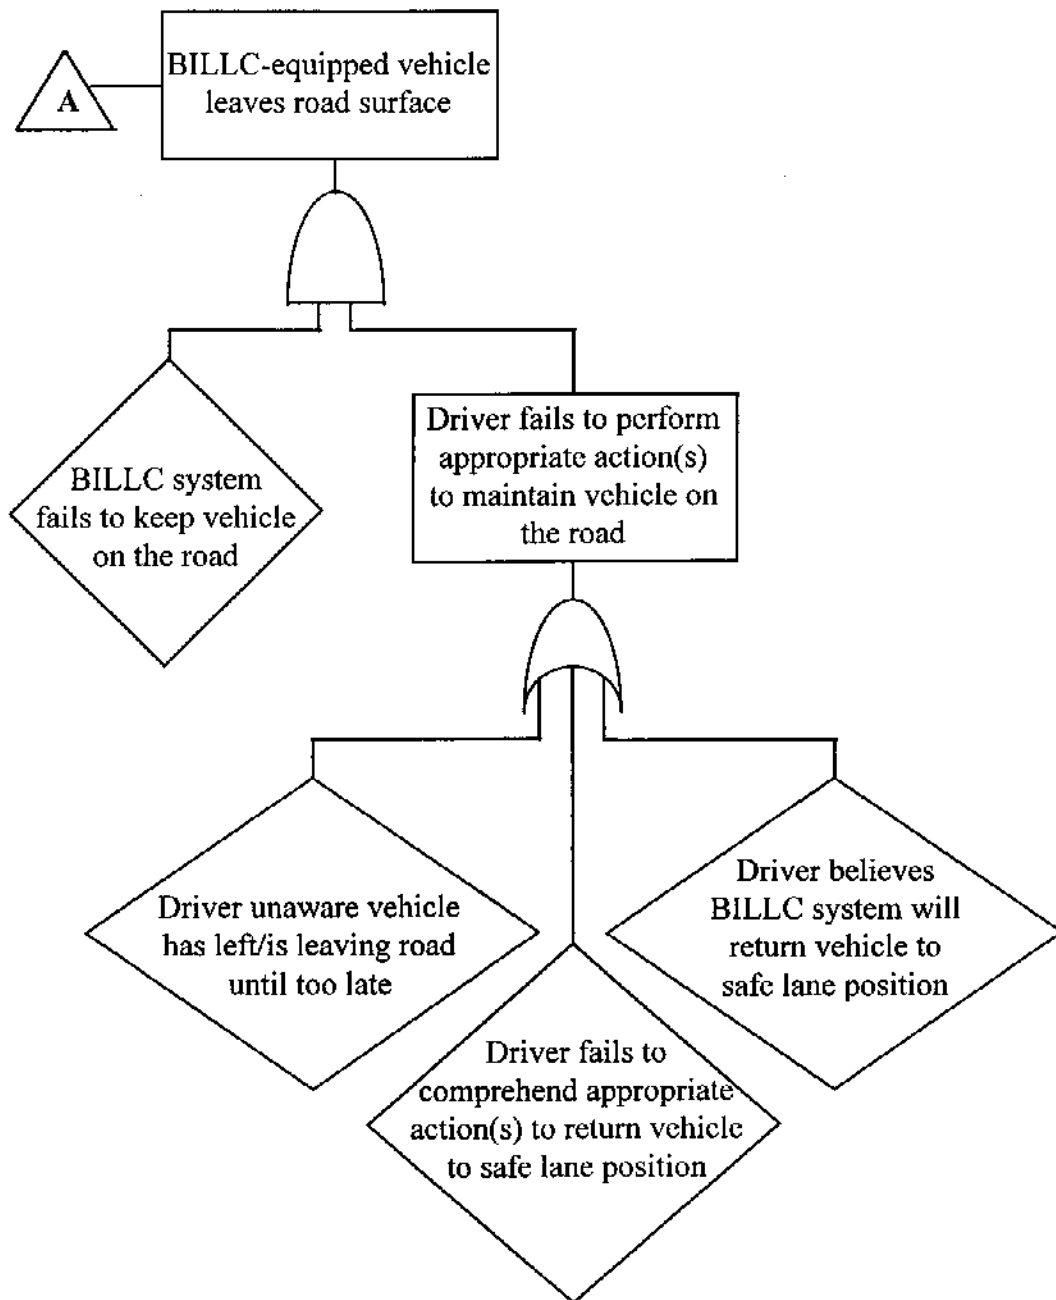 A
BILLC-equipped vehicle
leaves road surface
BILLC system
fails to keep vehicle
on the road
Driver fails to perform
appropriate action(s)
to maintain vehicle on
the road
Driver unaware vehicle
has left/is leaving road
until too late
Driver fails to
comprehend appropriate
action(s) to return vehicle
to safe lane position
Driver believes
BILLC system will
return vehicle to
safe lane position